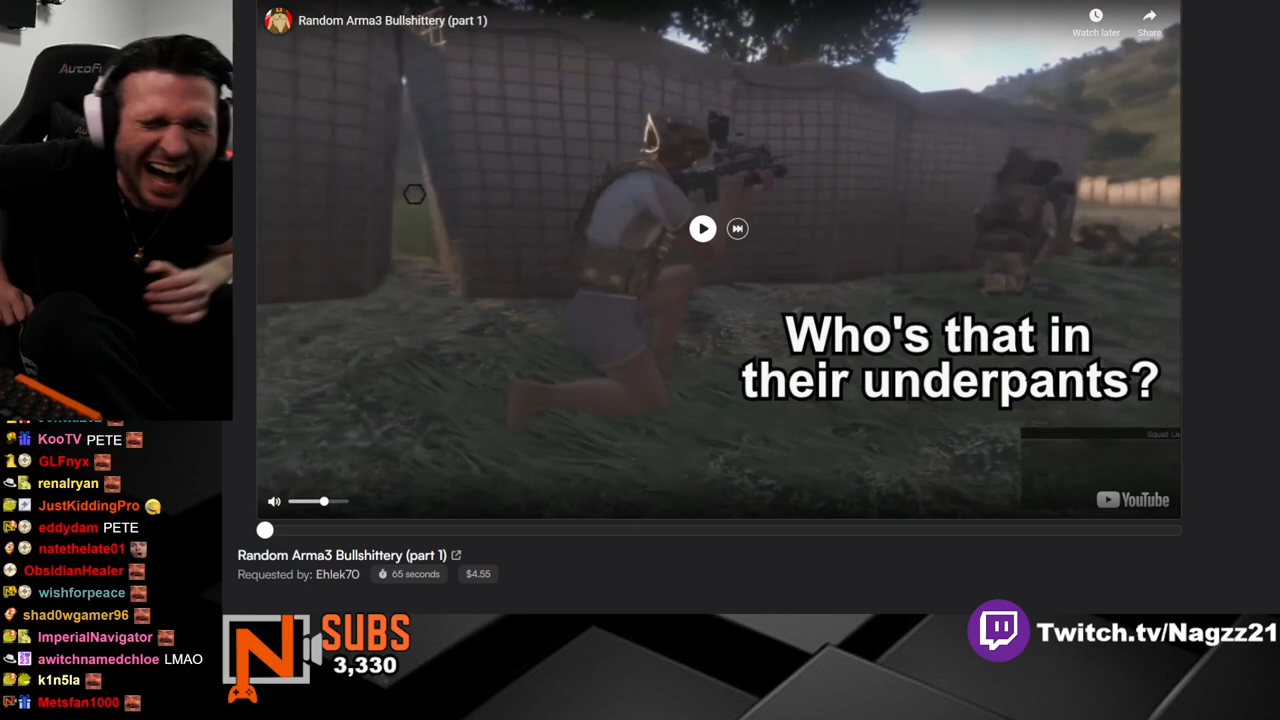 Random Arma3 Bullshittery (part 1)
Watch later
Share
Who's that in
their underpants?
YouTube
KooTV PETE
GLFnyx
renalryan
JustKiddingPro
eddydam PETE
natethelate01
ObsidianHealer
wishforpeace
shad0wgamer96
ImperialNavigator
awitchnamedchloe LMAO
k1n5la
Metsfan1000
Random Arma3 Bullshittery (part 1)
Requested by: Ehlek70 65 seconds $4.55
N SUBS
3,330
Twitch.tv/Nagzz21